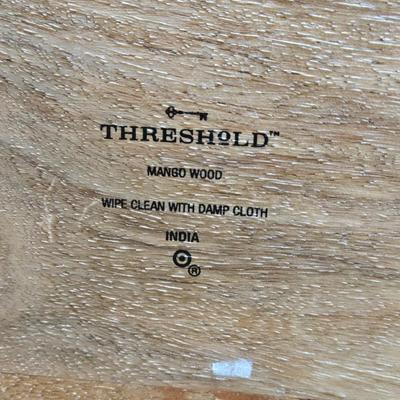 THRESHOLD™
MANGO WOOD
WIPE CLEAN WITH DAMP CLOTH
INDIA
®